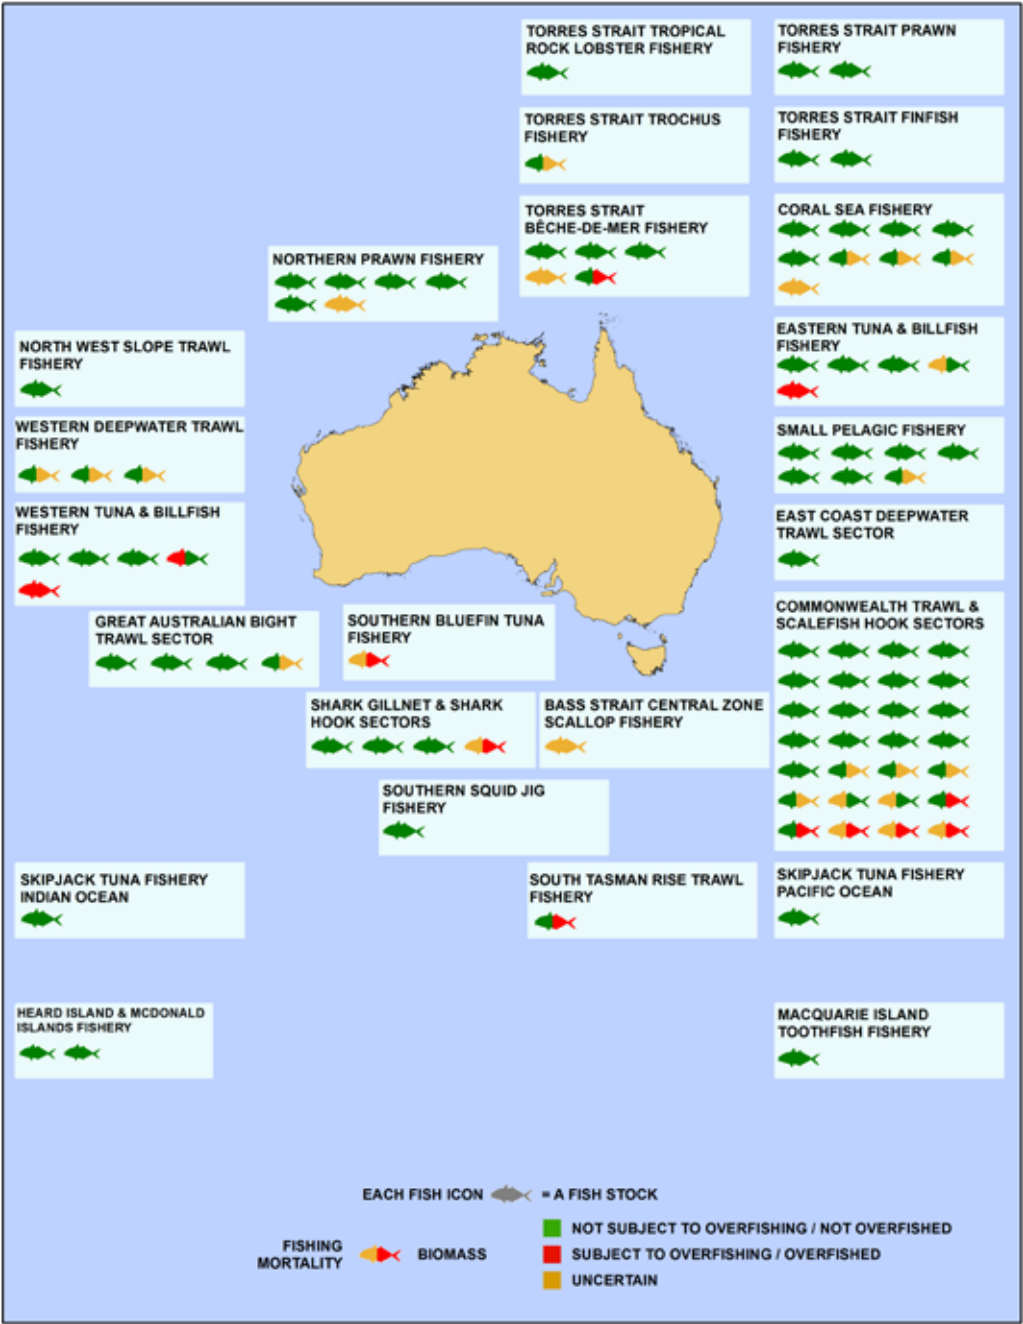 TORRES STRAIT TROPICAL
ROCK LOBSTER FISHERY
TORRES STRAIT PRAWN
FISHERY
TORRES STRAIT TROCHUS
FISHERY
TORRES STRAIT FINFISH
FISHERY
TORRES STRAIT
BÊCHE-DE-MER FISHERY
CORAL SEA FISHERY
NORTHERN PRAWN FISHERY
EASTERN TUNA & BILLFISH
FISHERY
NORTH WEST SLOPE TRAWL
FISHERY
WESTERN DEEPWATER TRAWL
FISHERY
SMALL PELAGIC FISHERY
WESTERN TUNA & BILLFISH
FISHERY
EAST COAST DEEPWATER
TRAWL SECTOR
GREAT AUSTRALIAN BIGHT
TRAWL SECTOR
SOUTHERN BLUEFIN TUNA
FISHERY
COMMONWEALTH TRAWL &
SCALEFISH HOOK SECTORS
SHARK GILLNET & SHARK
HOOK SECTORS
BASS STRAIT CENTRAL ZONE
SCALLOP FISHERY
SOUTHERN SQUID JIG
FISHERY
SKIPJACK TUNA FISHERY
INDIAN OCEAN
SOUTH TASMAN RISE TRAWL
FISHERY
SKIPJACK TUNA FISHERY
PACIFIC OCEAN
HEARD ISLAND & MCDONALD
ISLANDS FISHERY
MACQUARIE ISLAND
TOOTHFISH FISHERY
EACH FISH ICON = A FISH STOCK
FISHING
MORTALITY
BIOMASS
NOT SUBJECT TO OVERFISHING / NOT OVERFISHED
SUBJECT TO OVERFISHING / OVERFISHED
UNCERTAIN